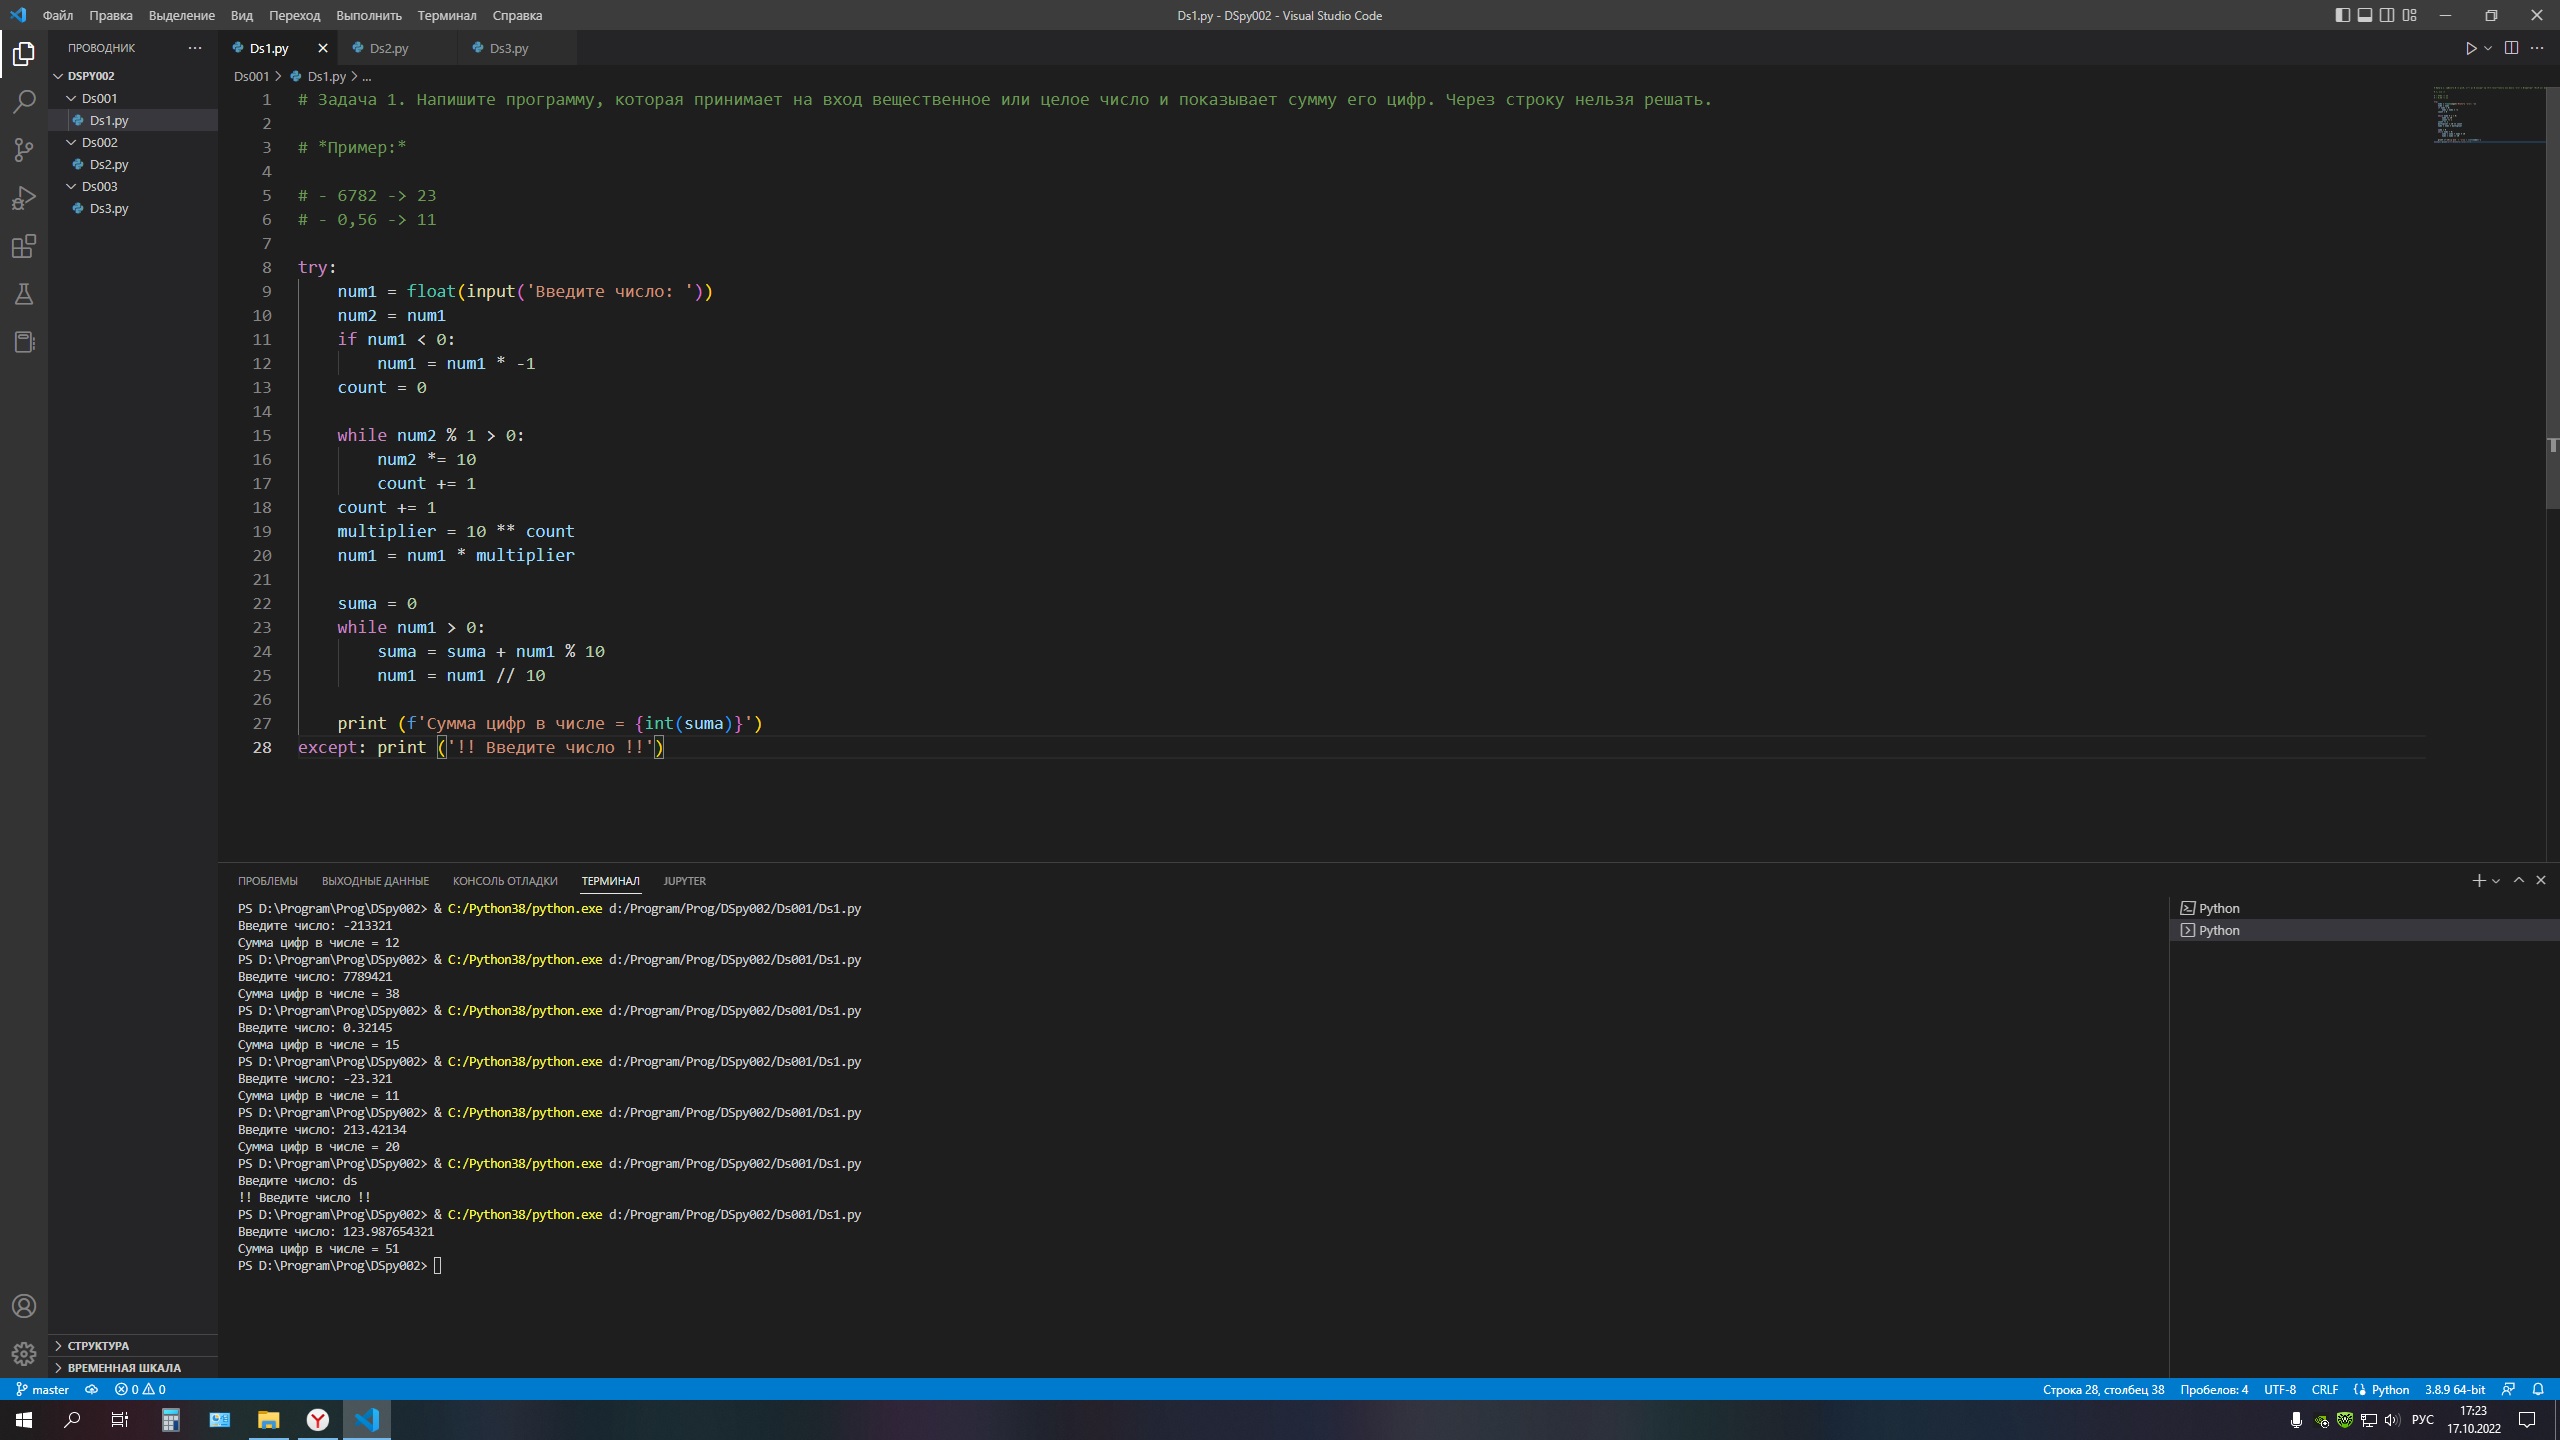 Файл Правка Выделение Вид Переход Выполнить Терминал Справка
Ds1.py - DSpy002 - Visual Studio Code
ПРОВОДНИК
DSPY002
Ds001
Ds1.py
Ds002
Ds2.py
Ds003
Ds3.py
СТРУКТУРА
ВРЕМЕННАЯ ШКАЛА
Ds1.py Ds2.py Ds3.py
Ds001 > Ds1.py > ...
1 # Задача 1. Напишите программу, которая принимает на вход вещественное или целое число и показывает сумму его цифр. Через строку нельзя решать.
2
3 # *Пример:*
4
5 # - 6782 -> 23
6 # - 0,56 -> 11
7
8 try:
9 num1 = float(input('Введите число: '))
10 num2 = num1
11 if num1 < 0:
12 num1 = num1 * -1
13 count = 0
14
15 while num2 % 1 > 0:
16 num2 *= 10
17 count += 1
18 count += 1
19 multiplier = 10 ** count
20 num1 = num1 * multiplier
21
22 suma = 0
23 while num1 > 0:
24 suma = suma + num1 % 10
25 num1 = num1 // 10
26
27 print (f'Сумма цифр в числе = {int(suma)}')
28 except: print ('!! Введите число !!')
ПРОБЛЕМЫ ВЫХОДНЫЕ ДАННЫЕ КОНСОЛЬ ОТЛАДКИ ТЕРМИНАЛ JUPYTER
PS D:\Program\Prog\DSpy002> & C:/Python38/python.exe d:/Program/Prog/DSpy002/Ds001/Ds1.py
Введите число: -213321
Сумма цифр в числе = 12
PS D:\Program\Prog\DSpy002> & C:/Python38/python.exe d:/Program/Prog/DSpy002/Ds001/Ds1.py
Введите число: 7789421
Сумма цифр в числе = 38
PS D:\Program\Prog\DSpy002> & C:/Python38/python.exe d:/Program/Prog/DSpy002/Ds001/Ds1.py
Введите число: 0.32145
Сумма цифр в числе = 15
PS D:\Program\Prog\DSpy002> & C:/Python38/python.exe d:/Program/Prog/DSpy002/Ds001/Ds1.py
Введите число: -23.321
Сумма цифр в числе = 11
PS D:\Program\Prog\DSpy002> & C:/Python38/python.exe d:/Program/Prog/DSpy002/Ds001/Ds1.py
Введите число: 213.42134
Сумма цифр в числе = 20
PS D:\Program\Prog\DSpy002> & C:/Python38/python.exe d:/Program/Prog/DSpy002/Ds001/Ds1.py
Введите число: ds
!! Введите число !!
PS D:\Program\Prog\DSpy002> & C:/Python38/python.exe d:/Program/Prog/DSpy002/Ds001/Ds1.py
Введите число: 123.987654321
Сумма цифр в числе = 51
PS D:\Program\Prog\DSpy002>
Python
Python
master 0 0
Строка 28, столбец 38 Пробелов: 4 UTF-8 CRLF Python 3.8.9 64-bit
РУС
17:23
17.10.2022